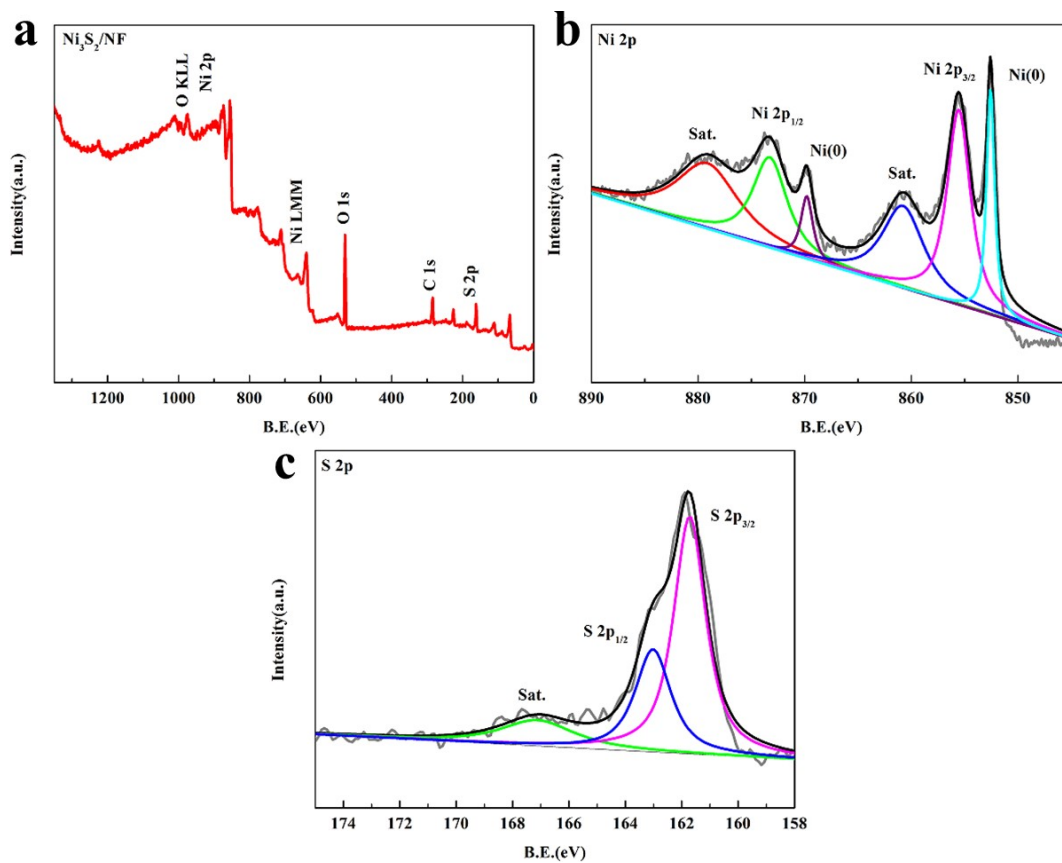 a
Ni₃S₂/NF
O KLL
Ni 2p
Ni LMM
O 1s
C 1s
S 2p
Intensity(a.u.)
1200 1000 800 600 400 200 0
B.E.(eV)
b
Ni 2p
Sat.
Ni 2p₁/₂
Ni(0)
Sat.
Ni 2p₃/₂
Ni(0)
Intensity(a.u.)
890 880 870 860 850
B.E.(eV)
c
S 2p
Sat.
S 2p₁/₂
S 2p₃/₂
Intensity(a.u.)
174 172 170 168 166 164 162 160 158
B.E.(eV)